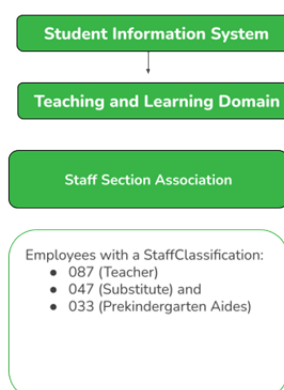 Student Information System
Teaching and Learning Domain
Staff Section Association
Employees with a StaffClassification:
● 087 (Teacher)
● 047 (Substitute) and
● 033 (Prekindergarten Aides)